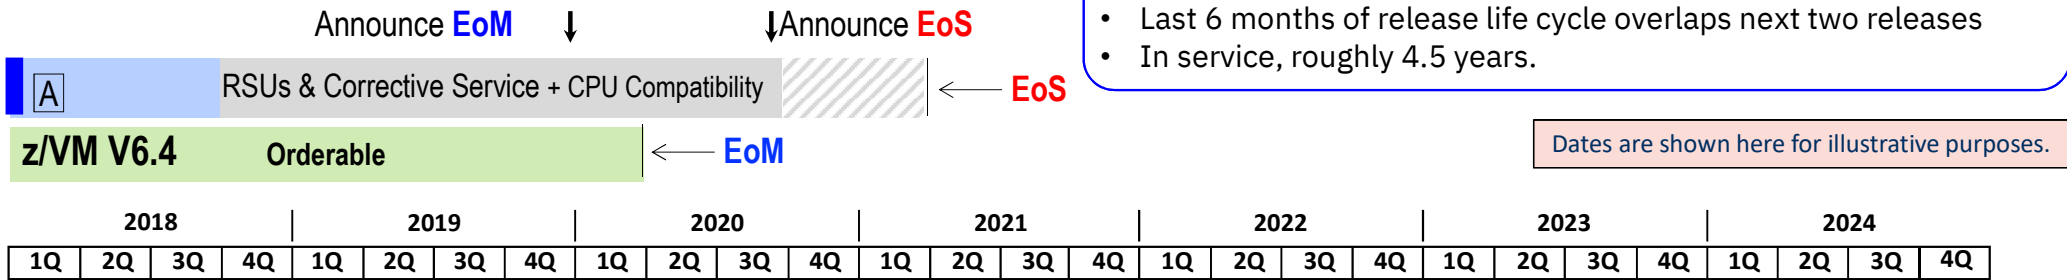 Announce EoM Announce EoS
• Last 6 months of release life cycle overlaps next two releases
• In service, roughly 4.5 years.
A RSUs & Corrective Service + CPU Compatibility EoS
z/VM V6.4 Orderable EoM
Dates are shown here for illustrative purposes.
2018 2019 2020 2021 2022 2023 2024
1Q 2Q 3Q 4Q 1Q 2Q 3Q 4Q 1Q 2Q 3Q 4Q 1Q 2Q 3Q 4Q 1Q 2Q 3Q 4Q 1Q 2Q 3Q 4Q 1Q 2Q 3Q 4Q